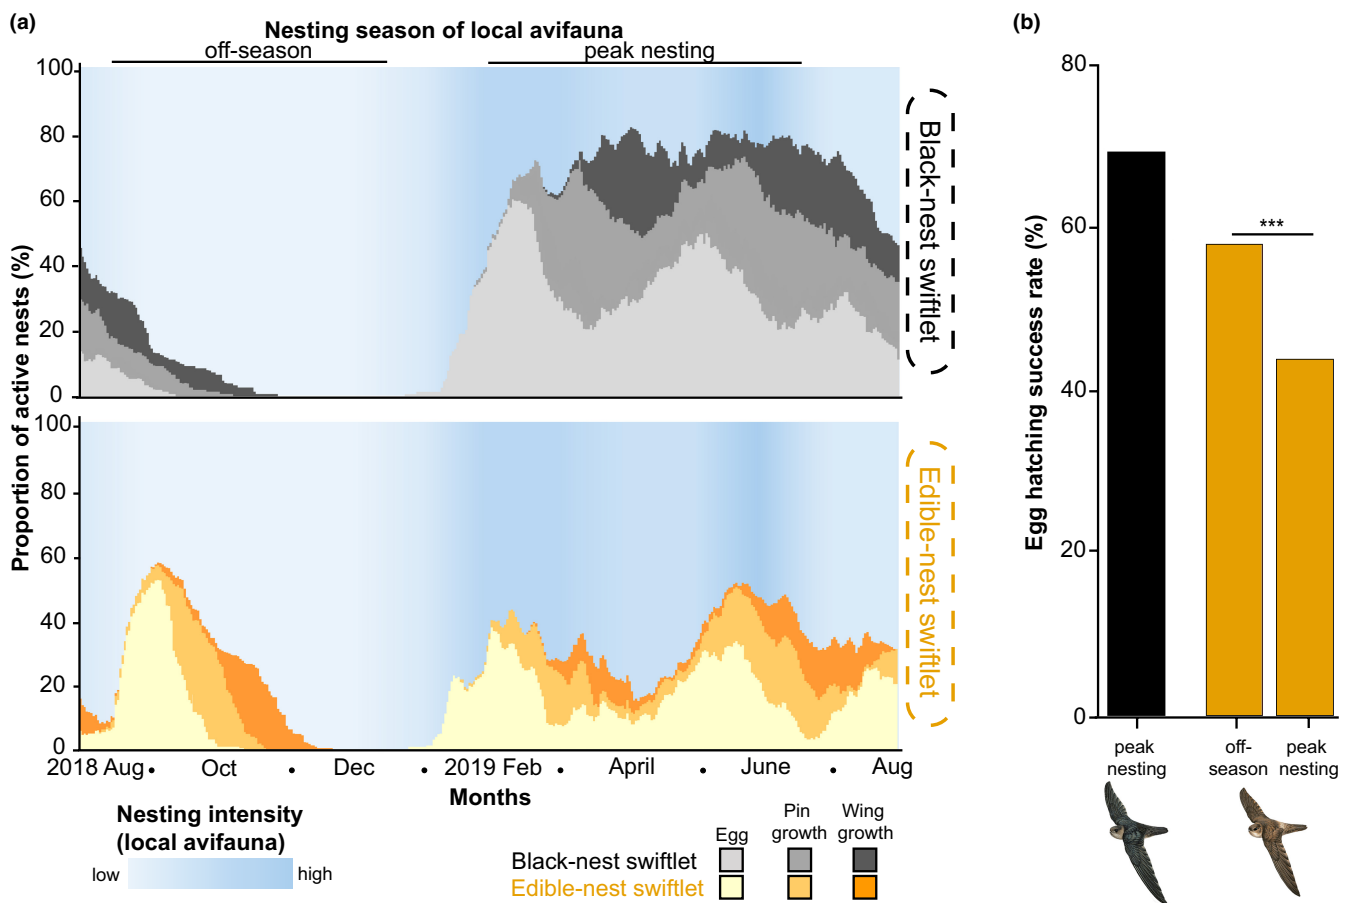 (a)
Nesting season of local avifauna
off-season
peak nesting
Proportion of active nests (%)
100
80
60
40
20
0
Black-nest swiftlet
100
80
60
40
20
0
Edible-nest swiftlet
2018 Aug • Oct • Dec • 2019 Feb • April • June • Aug
Months
Nesting intensity
(local avifauna)
low
high
Egg
Pin
growth
Wing
growth
Black-nest swiftlet
Edible-nest swiftlet
(b)
Egg hatching success rate (%)
80
60
40
20
0
***
peak
nesting
off-
season
peak
nesting